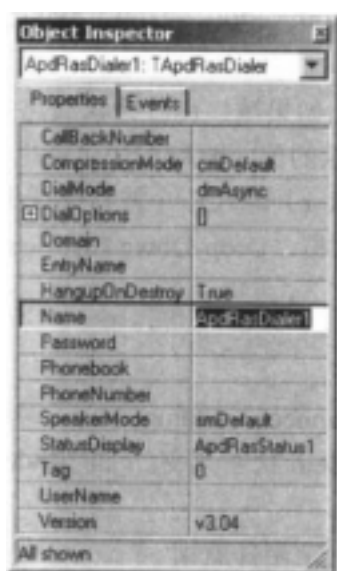 Object Inspector
ApdRasDialer1: TApdRasDialer
Properties Events
CallBackNumber
CompressionMode cmDefault
DialMode dmAsync
DialOptions []
Domain
EntryName
HangupOnDestroy True
Name ApdRasDialer1
Password
Phonebook
PhoneNumber
SpeakerMode smDefault
StatusDisplay ApdRasStatus1
Tag 0
UserName
Version v3.04
All shown